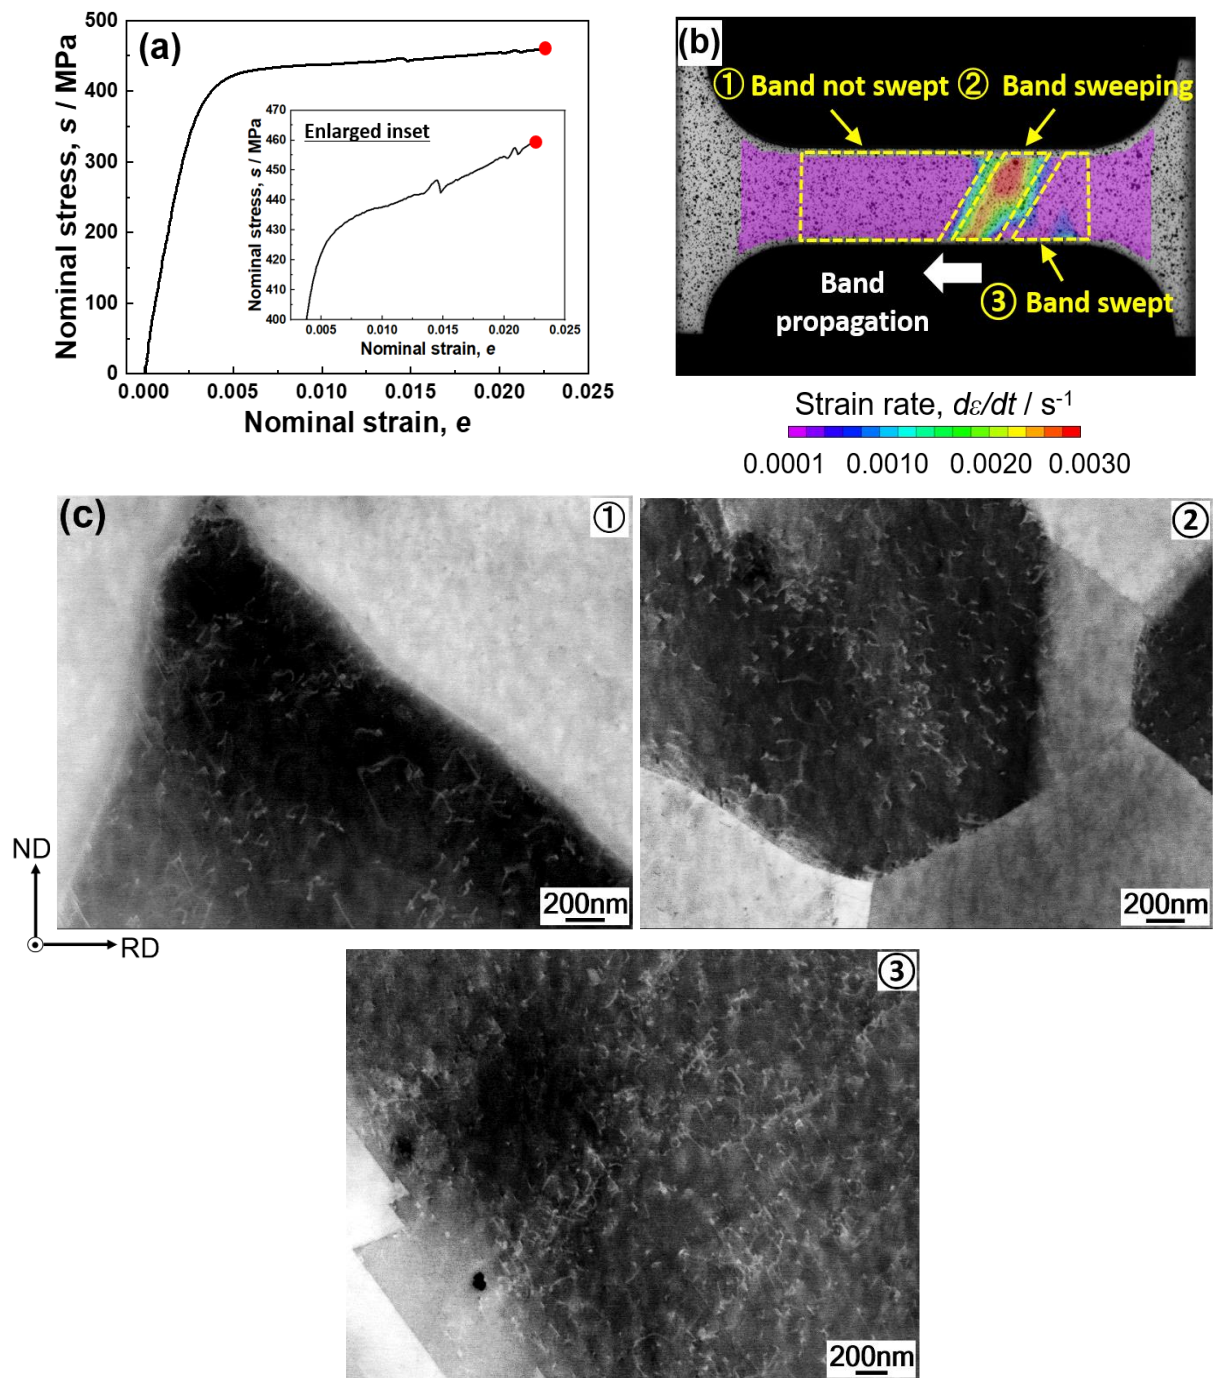 (a)
Nominal stress, s / MPa
500
400
300
200
100
0
0.000 0.005 0.010 0.015 0.020 0.025
Nominal strain, e
Enlarged inset
Nominal stress, s / MPa
470
460
450
440
430
420
410
400
0.005 0.010 0.015 0.020 0.025
Nominal strain, e
(b)
① Band not swept ② Band sweeping
Band
propagation
③ Band swept
Strain rate, dε/dt / s⁻¹
0.0001 0.0010 0.0020 0.0030
(c)
①
200nm
②
200nm
ND
RD
③
200nm